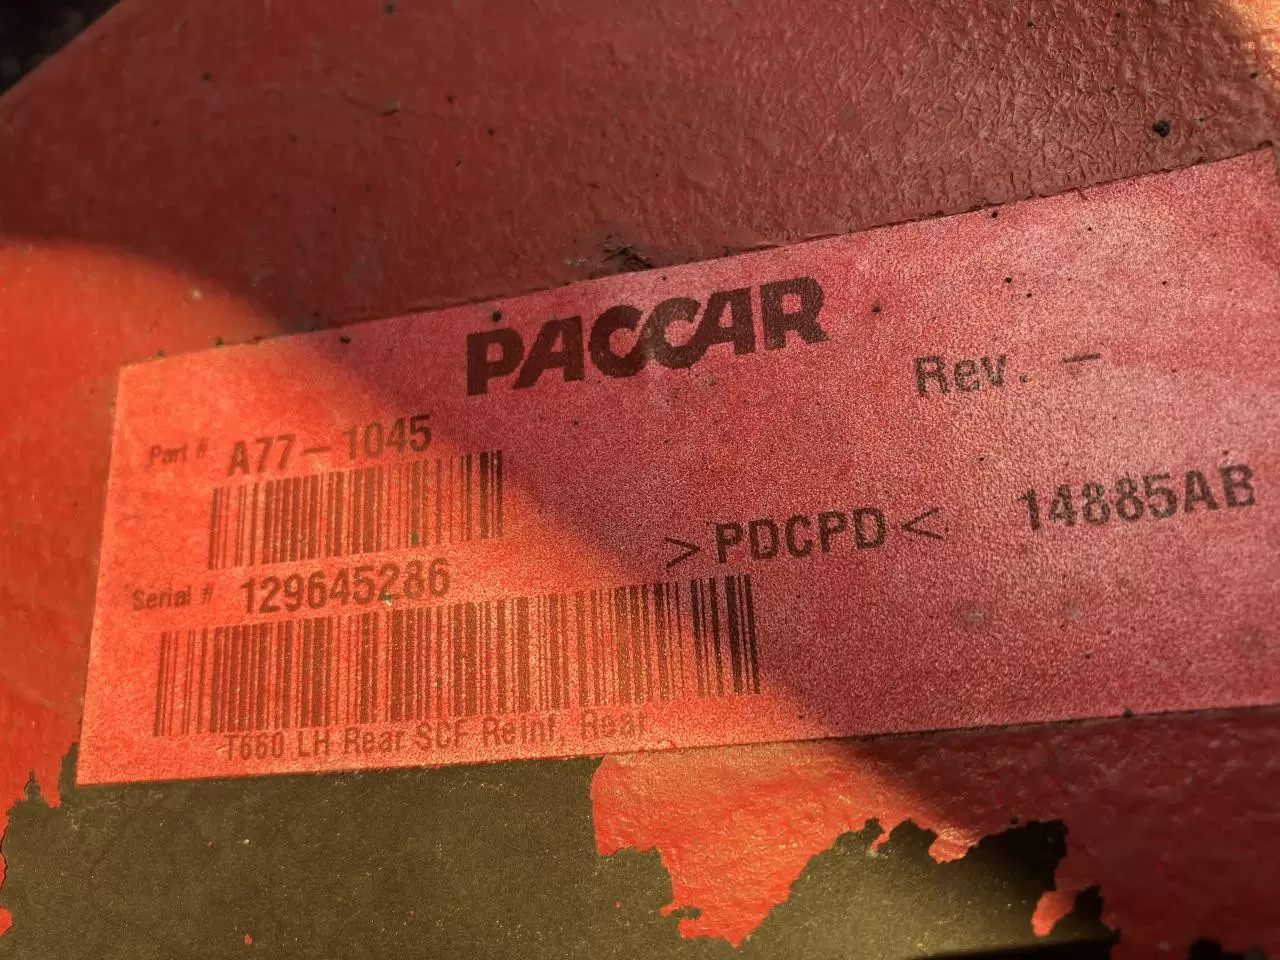 PACCAR
Rev. –
Part # A77-1045
>PDCPD< 14885AB
Serial # 129645286
T660 LH Rear SCF Reinf, Rear